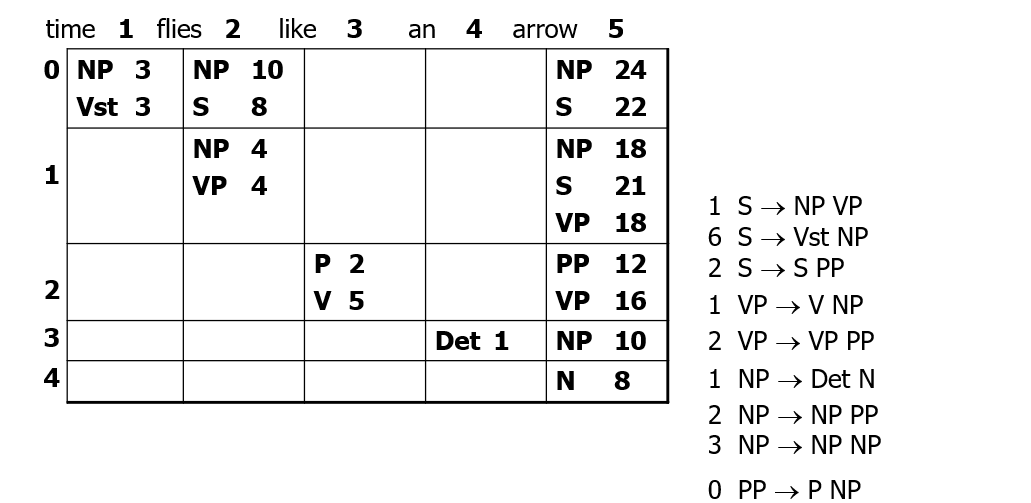 time 1 flies 2 like 3 an 4 arrow 5
0 NP 3 NP 10 NP 24
Vst 3 S 8 S 22
NP 4 NP 18
1 VP 4 S 21
VP 18
P 2 PP 12
2 V 5 VP 16
3 Det 1 NP 10
4 N 8
1 S → NP VP
6 S → Vst NP
2 S → S PP
1 VP → V NP
2 VP → VP PP
1 NP → Det N
2 NP → NP PP
3 NP → NP NP
0 PP → P NP